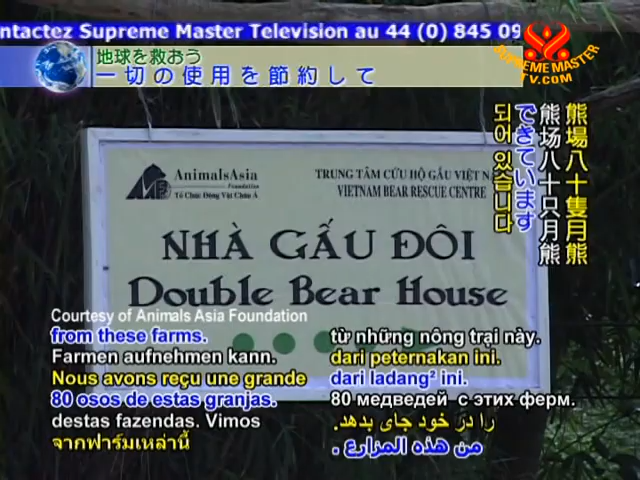 ntactez Supreme Master Television au 44 (0) 845 09
SUPREME MASTER
TV.COM
地球を救おう
一切の使用を節約して
熊場八十隻月熊
熊场八十只月熊
できています
되어 있습니다
AnimalsAsia
Foundation
Tổ Chức Động Vật Châu Á
TRUNG TÂM CỨU HỘ GẤU VIỆT N
VIETNAM BEAR RESCUE CENTRE
NHÀ GẤU ĐÔI
Double Bear House
Courtesy of Animals Asia Foundation
from these farms.
Farmen aufnehmen kann.
Nous avons reçu une grande
80 osos de estas granjas.
destas fazendas. Vimos
จากฟาร์มเหล่านี้
từ những nông trại này.
dari peternakan ini.
dari ladang² ini.
80 медведей с этих ферм.
را در خود جای بدهد.
من هذه المزارع .